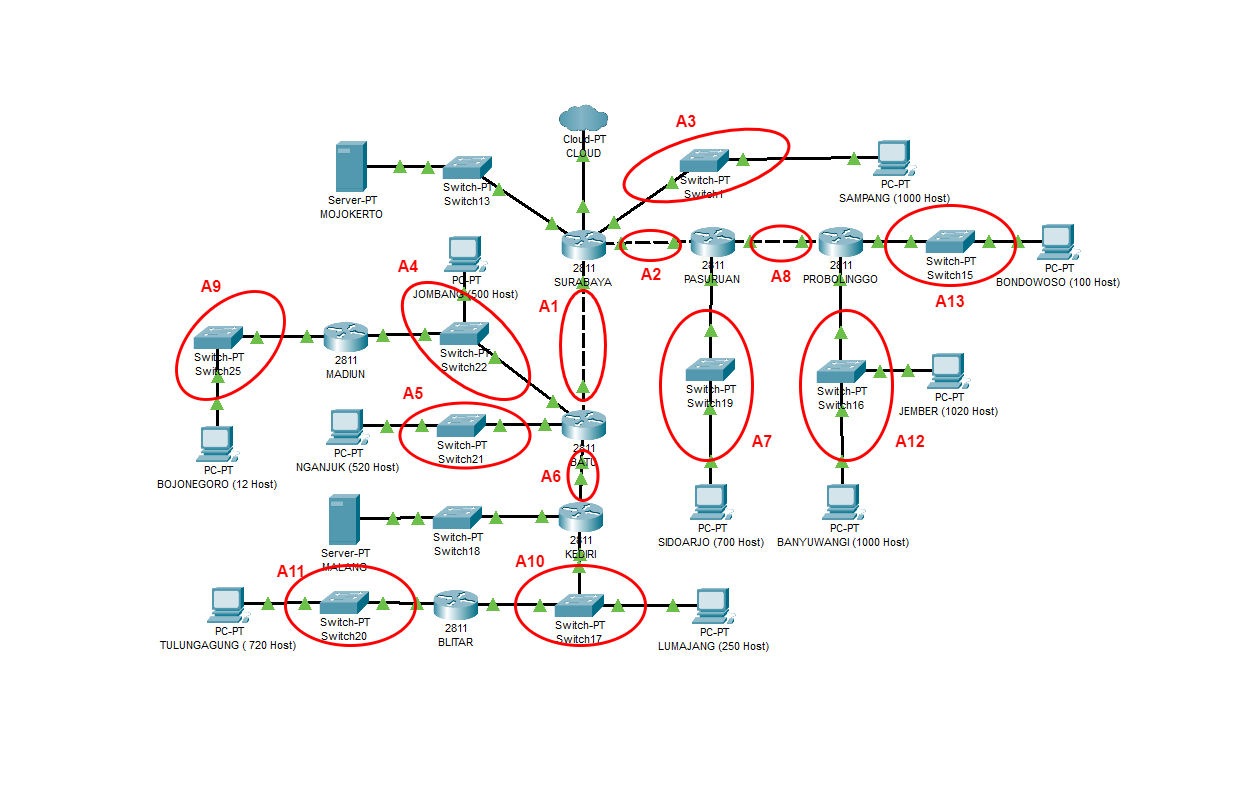 A3
Cloud-PT
CLOUD
Switch-PT
Switch1
PC-PT
SAMPANG (1000 Host)
Server-PT
MOJOKERTO
Switch-PT
Switch13
A4
PC-PT
JOMBANG (500 Host)
2811
SURABAYA
A2
2811
PASURUAN
A8
2811
PROBOLINGGO
Switch-PT
Switch15
PC-PT
BONDOWOSO (100 Host)
A13
A9
A1
Switch-PT
Switch25
2811
MADIUN
Switch-PT
Switch22
A5
Switch-PT
Switch19
Switch-PT
Switch16
PC-PT
JEMBER (1020 Host)
PC-PT
NGANJUK (520 Host)
Switch-PT
Switch21
2811
BATU
A7
A12
PC-PT
BOJONEGORO (12 Host)
A6
Server-PT
MALANG
Switch-PT
Switch18
2811
KEDIRI
PC-PT
SIDOARJO (700 Host)
PC-PT
BANYUWANGI (1000 Host)
A11
A10
PC-PT
TULUNGAGUNG ( 720 Host)
Switch-PT
Switch20
2811
BLITAR
Switch-PT
Switch17
PC-PT
LUMAJANG (250 Host)